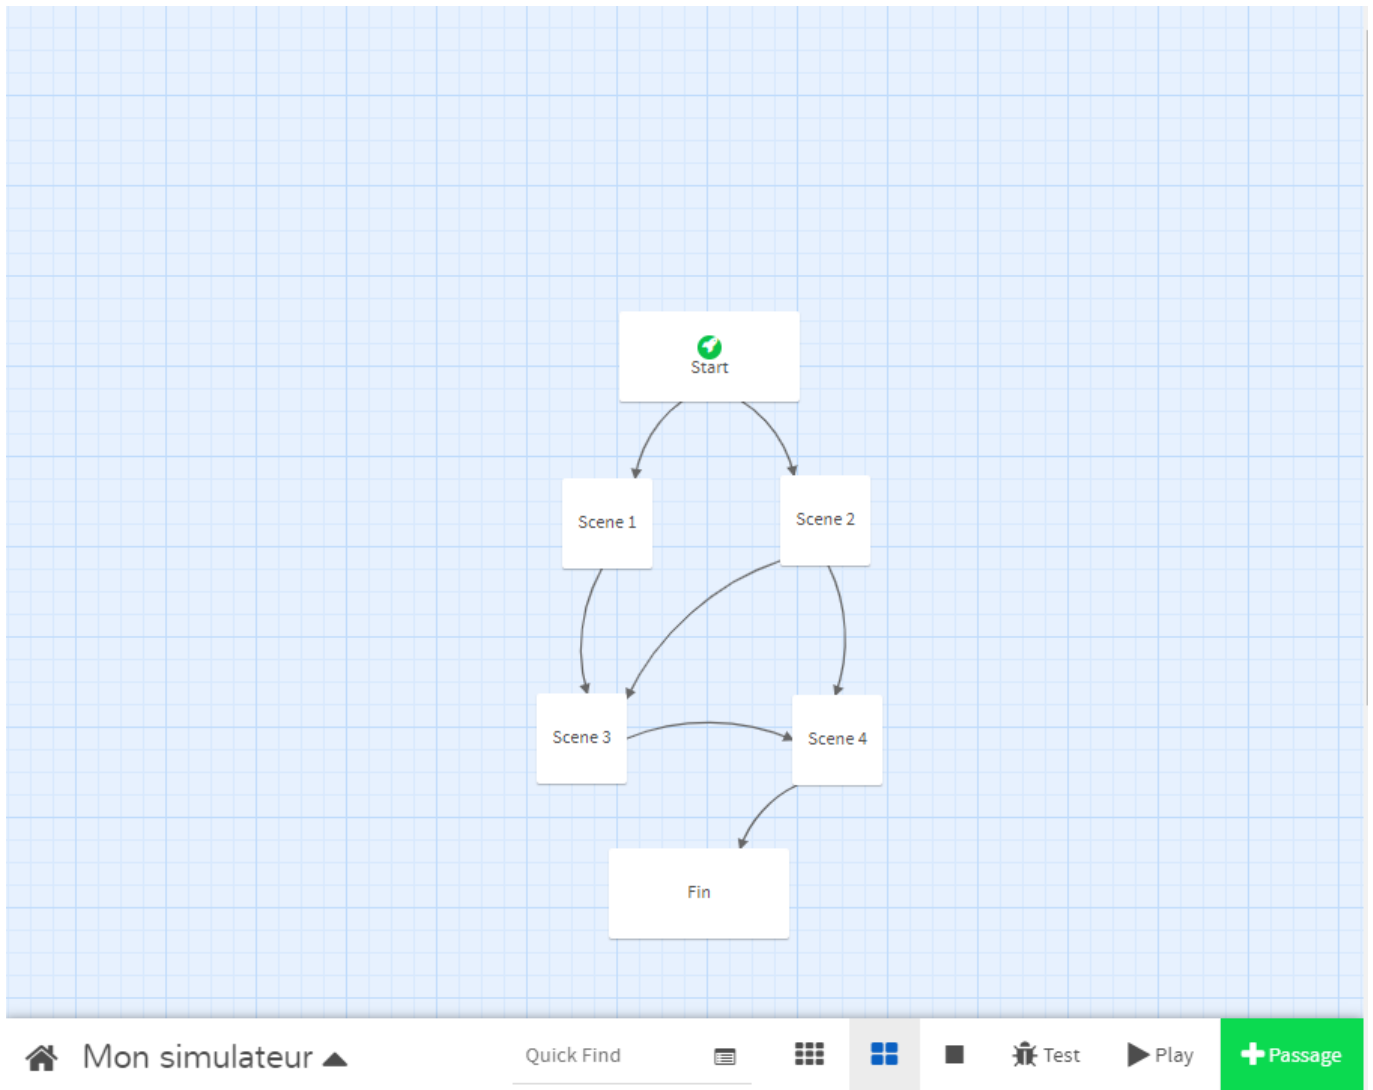 Start
Scene 1
Scene 2
Scene 3
Scene 4
Fin
Mon simulateur
Quick Find
Test
Play
Passage